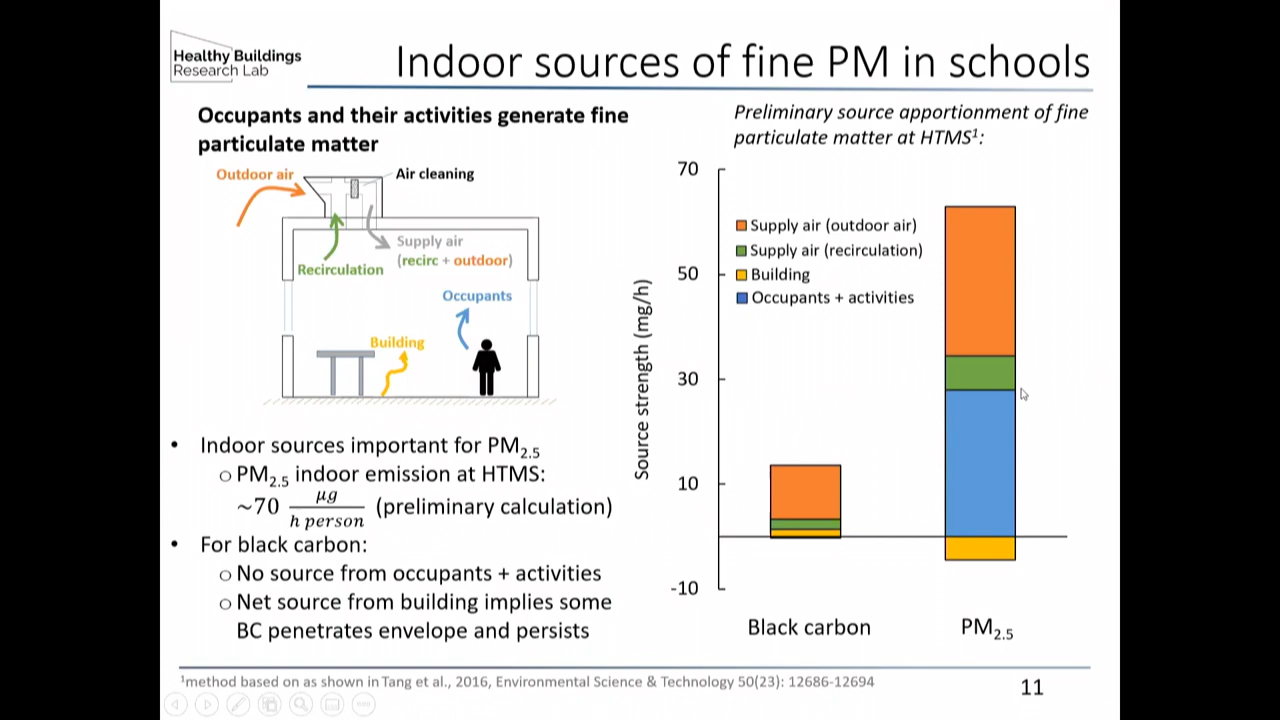 Healthy Buildings
Research Lab
Indoor sources of fine PM in schools
Occupants and their activities generate fine
particulate matter
Outdoor air
Air cleaning
Supply air
(recirc + outdoor)
Recirculation
Occupants
Building
• Indoor sources important for PM2.5
o PM2.5 indoor emission at HTMS:
~70 μg/h person (preliminary calculation)
• For black carbon:
o No source from occupants + activities
o Net source from building implies some
BC penetrates envelope and persists
Preliminary source apportionment of fine
particulate matter at HTMS¹:
Source strength (mg/h)
70
50
30
10
-10
Supply air (outdoor air)
Supply air (recirculation)
Building
Occupants + activities
Black carbon
PM2.5
¹method based on as shown in Tang et al., 2016, Environmental Science & Technology 50(23): 12686-12694
11